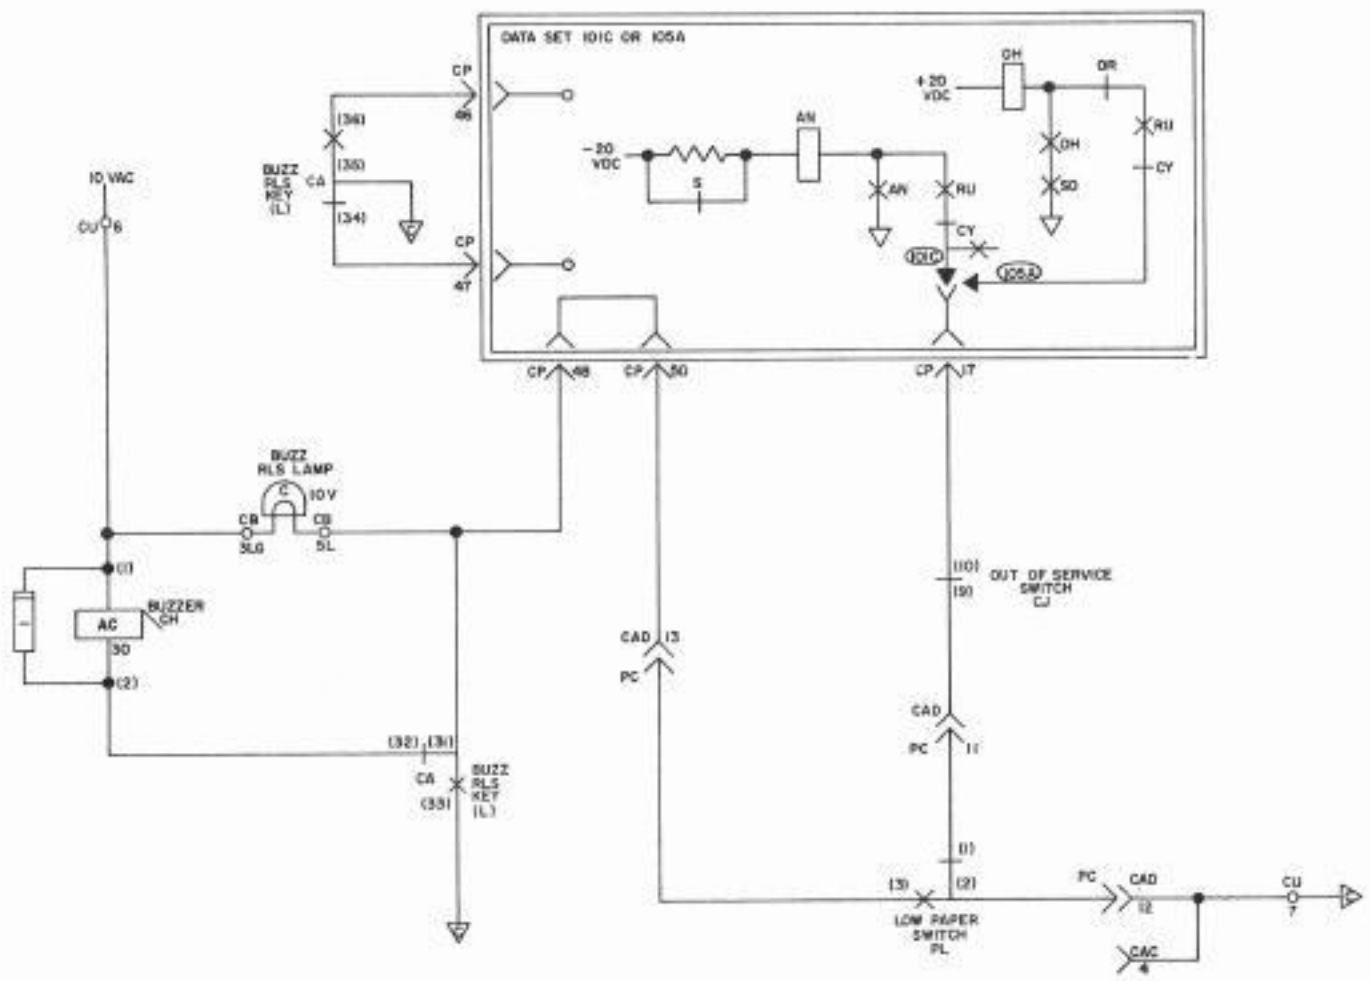 DATA SET 101C OR 105A
CP
46
(36)
(35)
BUZZ
RLS
KEY
(L)
CA
(34)
C
CP
47
10 VAC
CU 6
-20
VDC
S
AN
AN
RU
CY
101C
105A
+20
VDC
OH
OR
OH
SD
RU
CY
CP 48
CP 50
CP 17
BUZZ
RLS LAMP
C
10V
CB
3LG
CB
5L
(1)
BUZZER
CH
AC
30
(2)
(32) (31)
CA
(33)
BUZZ
RLS
KEY
(L)
CAD 13
PC
(10)
(9)
OUT OF SERVICE
SWITCH
CJ
CAD
PC 11
(1)
(3)
(2)
LOW PAPER
SWITCH
PL
PC
CAD
12
CU
7
CAC
4